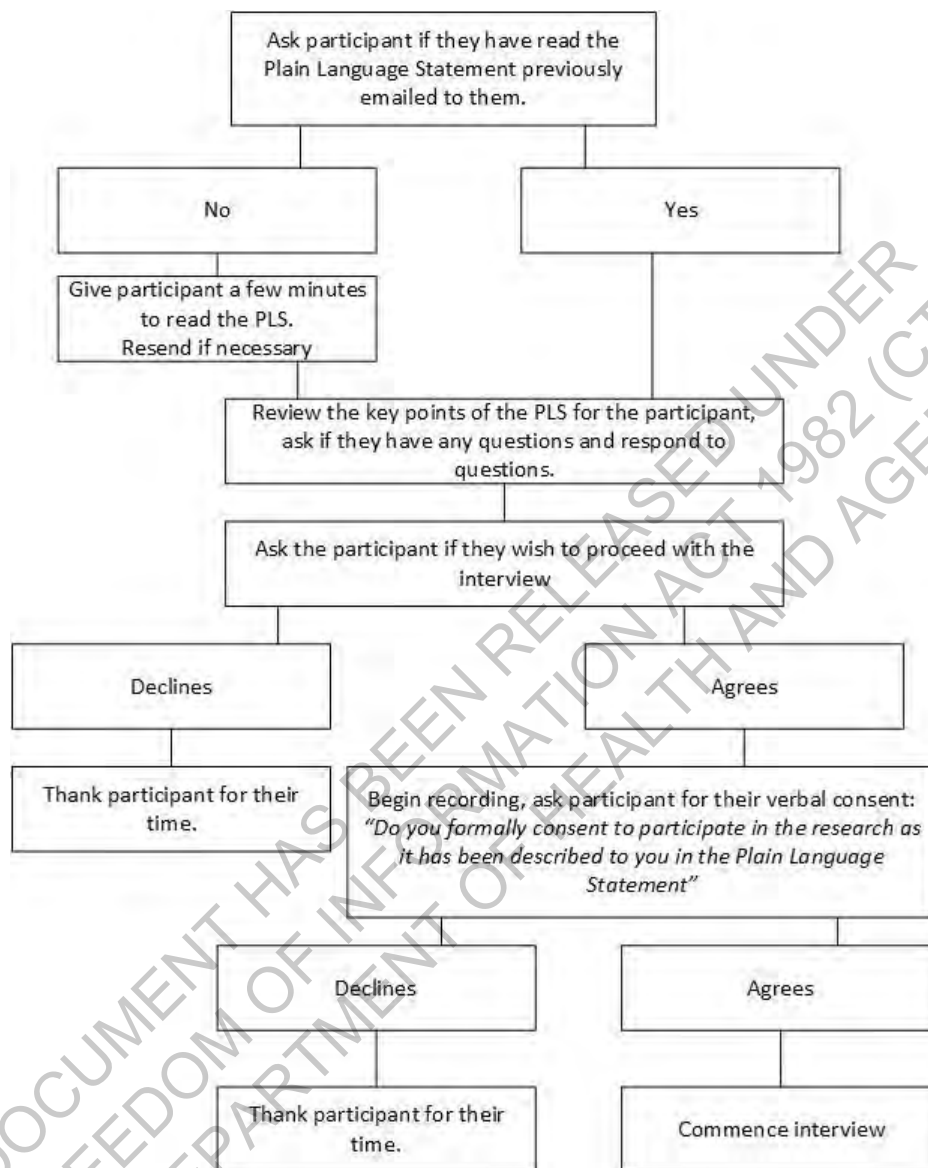 Ask participant if they have read the
Plain Language Statement previously
emailed to them.
No
Yes
Give participant a few minutes
to read the PLS.
Resend if necessary
Review the key points of the PLS for the participant,
ask if they have any questions and respond to
questions.
Ask the participant if they wish to proceed with the
interview
Declines
Agrees
Thank participant for their
time.
Begin recording, ask participant for their verbal consent:
“Do you formally consent to participate in the research as
it has been described to you in the Plain Language
Statement”
Declines
Agrees
Thank participant for their
time.
Commence interview
DOCUMENT HAS BEEN RELEASED UNDER
FREEDOM OF INFORMATION ACT 1982 (CT
DEPARTMENT OF HEALTH AND AGE